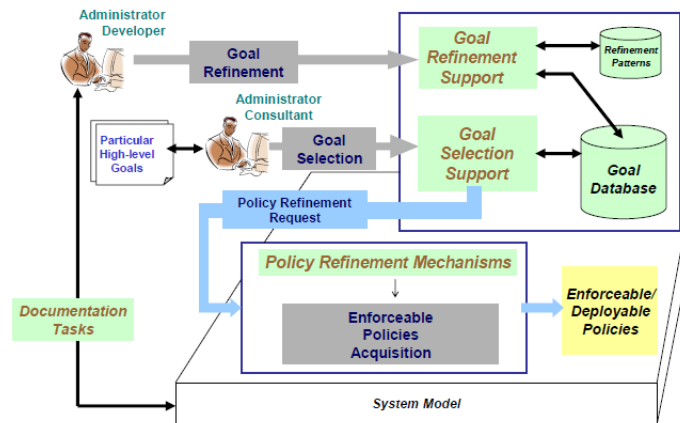 Administrator
Developer
Goal
Refinement
Goal
Refinement
Support
Refinement
Patterns
Administrator
Consultant
Particular
High-level
Goals
Goal
Selection
Goal
Selection
Support
Goal
Database
Policy Refinement
Request
Policy Refinement Mechanisms
Documentation
Tasks
Enforceable
Policies
Acquisition
Enforceable/
Deployable
Policies
System Model